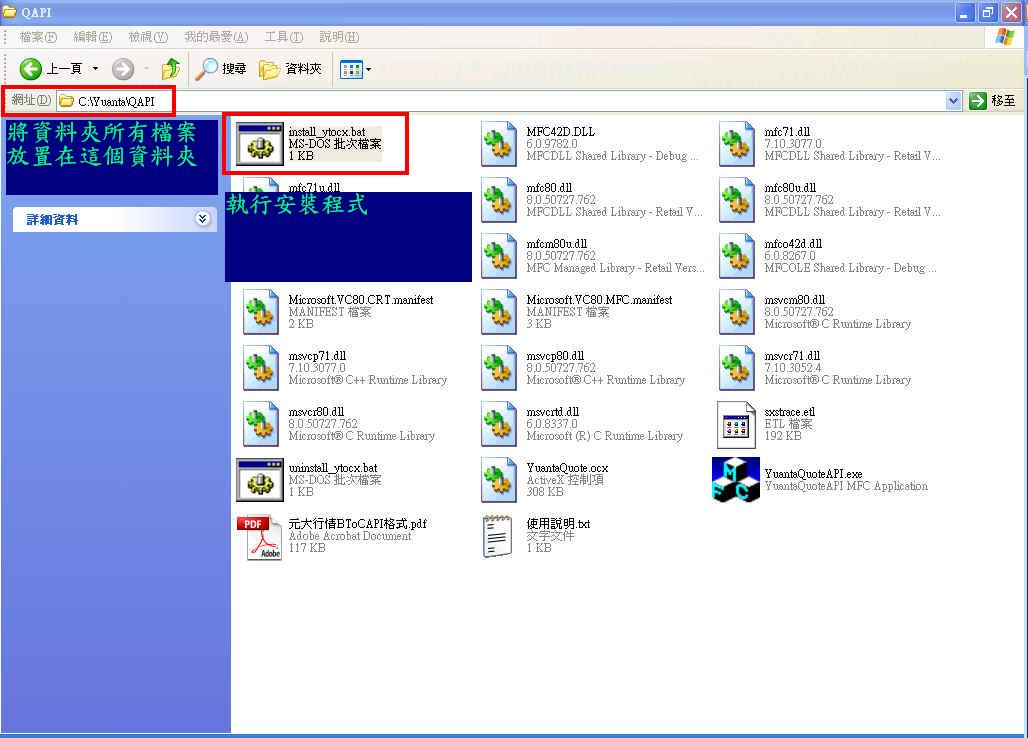 QAPI
檔案(F) 編輯(E) 檢視(V) 我的最愛(A) 工具(T) 說明(H)
上一頁 搜尋 資料夾
網址(D) C:\Yuanta\QAPI 移至
將資料夾所有檔案
放置在這個資料夾
詳細資料
install_ytocx.bat
MS-DOS 批次檔案
1 KB
MFC42D.DLL
6.0.9782.0
MFCDLL Shared Library - Debug ...
mfc71.dll
7.10.3077.0
MFCDLL Shared Library - Retail V...
mfc71u.dll
執行安裝程式
mfc80.dll
8.0.50727.762
MFCDLL Shared Library - Retail V...
mfc80u.dll
8.0.50727.762
MFCDLL Shared Library - Retail V...
mfcm80u.dll
8.0.50727.762
MFC Managed Library - Retail Vers...
mfco42d.dll
6.0.8267.0
MFCOLE Shared Library - Debug ...
Microsoft.VC80.CRT.manifest
MANIFEST 檔案
2 KB
Microsoft.VC80.MFC.manifest
MANIFEST 檔案
3 KB
msvcm80.dll
8.0.50727.762
Microsoft® C Runtime Library
msvcp71.dll
7.10.3077.0
Microsoft® C++ Runtime Library
msvcp80.dll
8.0.50727.762
Microsoft® C++ Runtime Library
msvcr71.dll
7.10.3052.4
Microsoft® C Runtime Library
msvcr80.dll
8.0.50727.762
Microsoft® C Runtime Library
msvcrtd.dll
6.0.8337.0
Microsoft (R) C Runtime Library
sxstrace.etl
ETL 檔案
192 KB
uninstall_ytocx.bat
MS-DOS 批次檔案
1 KB
YuantaQuote.ocx
ActiveX 控制項
308 KB
MFC
YuantaQuoteAPI.exe
YuantaQuoteAPI MFC Application
PDF
Adobe
元大行情BToCAPI格式.pdf
Adobe Acrobat Document
117 KB
使用說明.txt
文字文件
1 KB